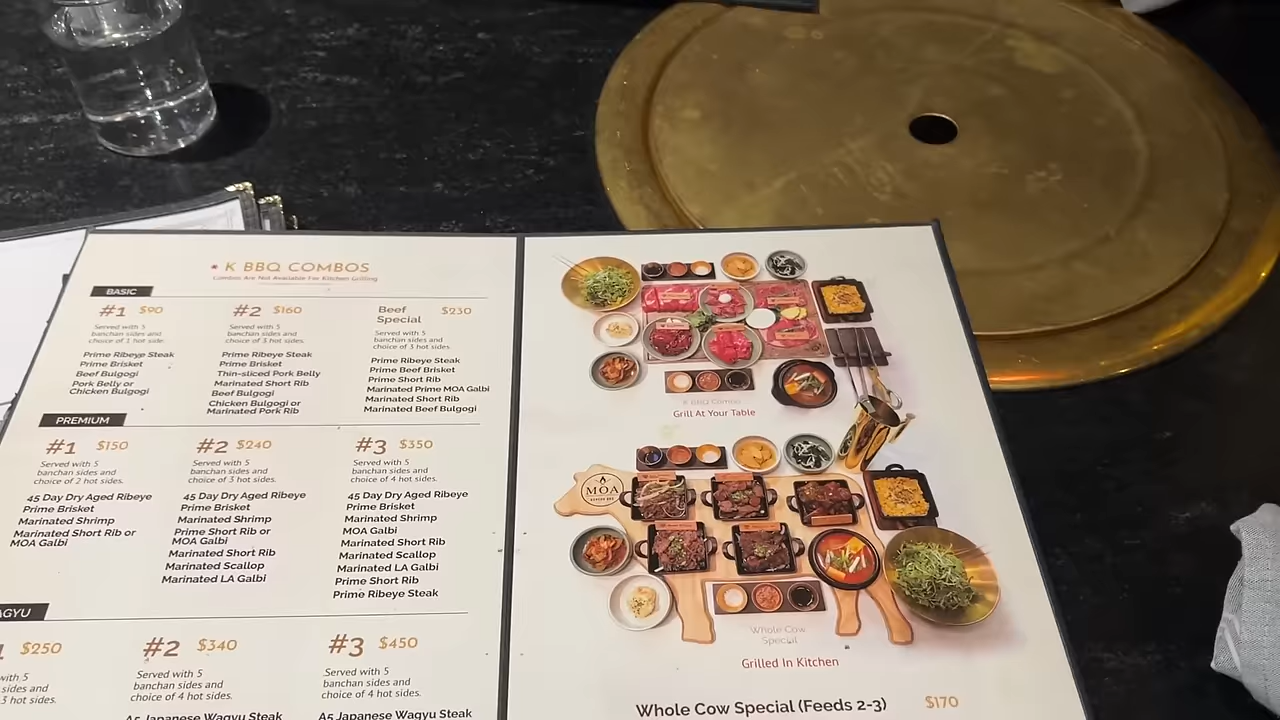 * K BBQ COMBOS
Combos Are Not Available For Kitchen Grilling
BASIC
#1 $90
Served with 5
banchan sides and
choice of 1 hot side.
Prime Ribeye Steak
Prime Brisket
Beef Bulgogi
Pork Belly or
Chicken Bulgogi
#2 $160
Served with 5
banchan sides and
choice of 3 hot sides.
Prime Ribeye Steak
Prime Brisket
Thin-sliced Pork Belly
Marinated Short Rib
Beef Bulgogi
Chicken Bulgogi or
Marinated Pork Rib
Beef
Special $230
Served with 5
banchan sides and
choice of 3 hot sides.
Prime Ribeye Steak
Prime Beef Brisket
Prime Short Rib
Marinated Prime MOA Galbi
Marinated Short Rib
Marinated Beef Bulgogi
PREMIUM
#1 $150
Served with 5
banchan sides and
choice of 2 hot sides.
45 Day Dry Aged Ribeye
Prime Brisket
Marinated Shrimp
Marinated Short Rib or
MOA Galbi
#2 $240
Served with 5
banchan sides and
choice of 3 hot sides.
45 Day Dry Aged Ribeye
Prime Brisket
Marinated Shrimp
Prime Short Rib or
MOA Galbi
Marinated Short Rib
Marinated Scallop
Marinated LA Galbi
#3 $350
Served with 5
banchan sides and
choice of 4 hot sides.
45 Day Dry Aged Ribeye
Prime Brisket
Marinated Shrimp
MOA Galbi
Marinated Short Rib
Marinated Scallop
Marinated LA Galbi
Prime Short Rib
Prime Ribeye Steak
AGYU
$250
sides and
3 hot sides.
#2 $340
Served with 5
banchan sides and
choice of 4 hot sides.
A5 Japanese Wagyu Steak
#3 $450
Served with 5
banchan sides and
choice of 4 hot sides.
A5 Japanese Wagyu Steak
K BBQ Combo
Grill At Your Table
MOA
KOREAN BBQ
Whole Cow
Special
Grilled In Kitchen
Whole Cow Special (Feeds 2-3) $170